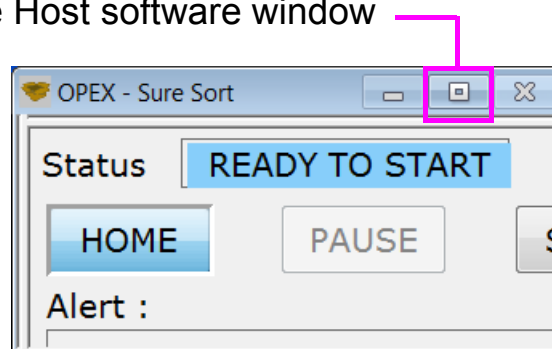 Host software window
OPEX - Sure Sort
Status READY TO START
HOME PAUSE
Alert :